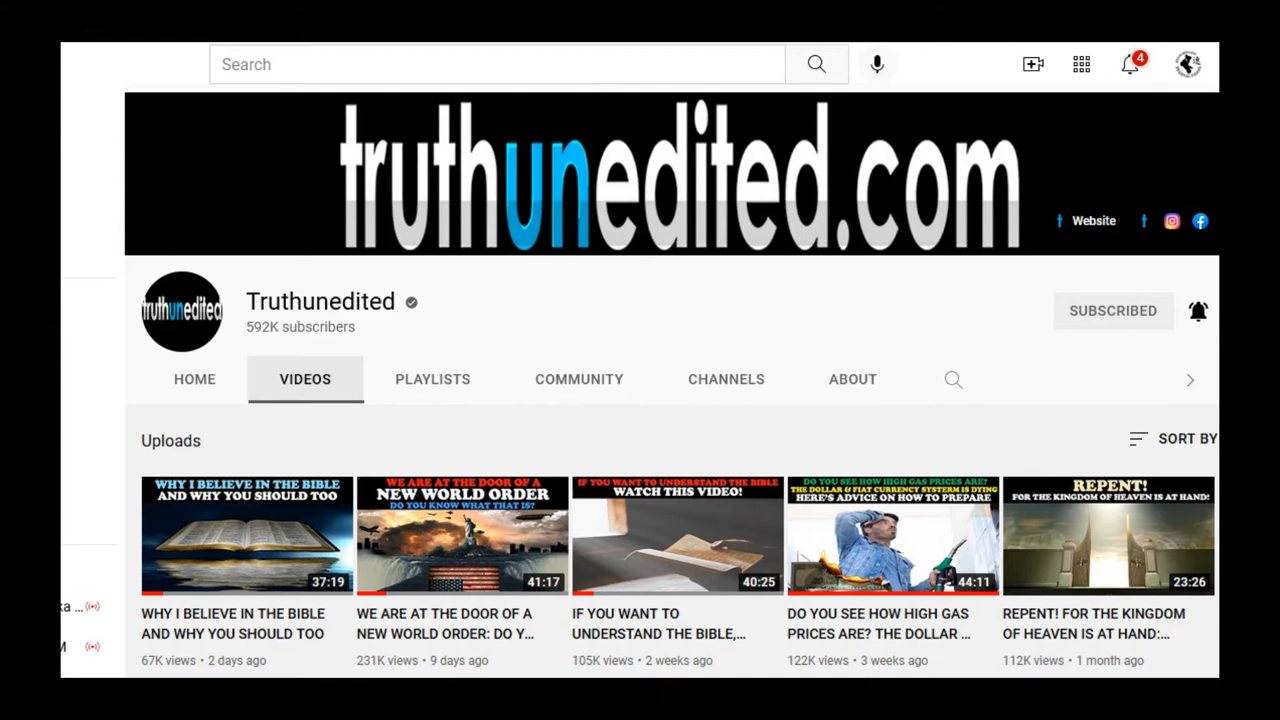 Search
4
truthunedited.com
Website
truthunedited
Truthunedited
592K subscribers
SUBSCRIBED
HOME
VIDEOS
PLAYLISTS
COMMUNITY
CHANNELS
ABOUT
Uploads
SORT BY
WHY I BELIEVE IN THE BIBLE
AND WHY YOU SHOULD TOO
37:19
WE ARE AT THE DOOR OF A
NEW WORLD ORDER
DO YOU KNOW WHAT THAT IS?
41:17
IF YOU WANT TO UNDERSTAND THE BIBLE
WATCH THIS VIDEO!
40:25
DO YOU SEE HOW HIGH GAS PRICES ARE?
THE DOLLAR & FIAT CURRENCY SYSTEM IS DYING
HERE'S ADVICE ON HOW TO PREPARE
44:11
REPENT!
FOR THE KINGDOM OF HEAVEN IS AT HAND!
23:26
WHY I BELIEVE IN THE BIBLE
AND WHY YOU SHOULD TOO
67K views • 2 days ago
WE ARE AT THE DOOR OF A
NEW WORLD ORDER: DO Y...
231K views • 9 days ago
IF YOU WANT TO
UNDERSTAND THE BIBLE,...
105K views • 2 weeks ago
DO YOU SEE HOW HIGH GAS
PRICES ARE? THE DOLLAR ...
122K views • 3 weeks ago
REPENT! FOR THE KINGDOM
OF HEAVEN IS AT HAND:...
112K views • 1 month ago
ka ...
M